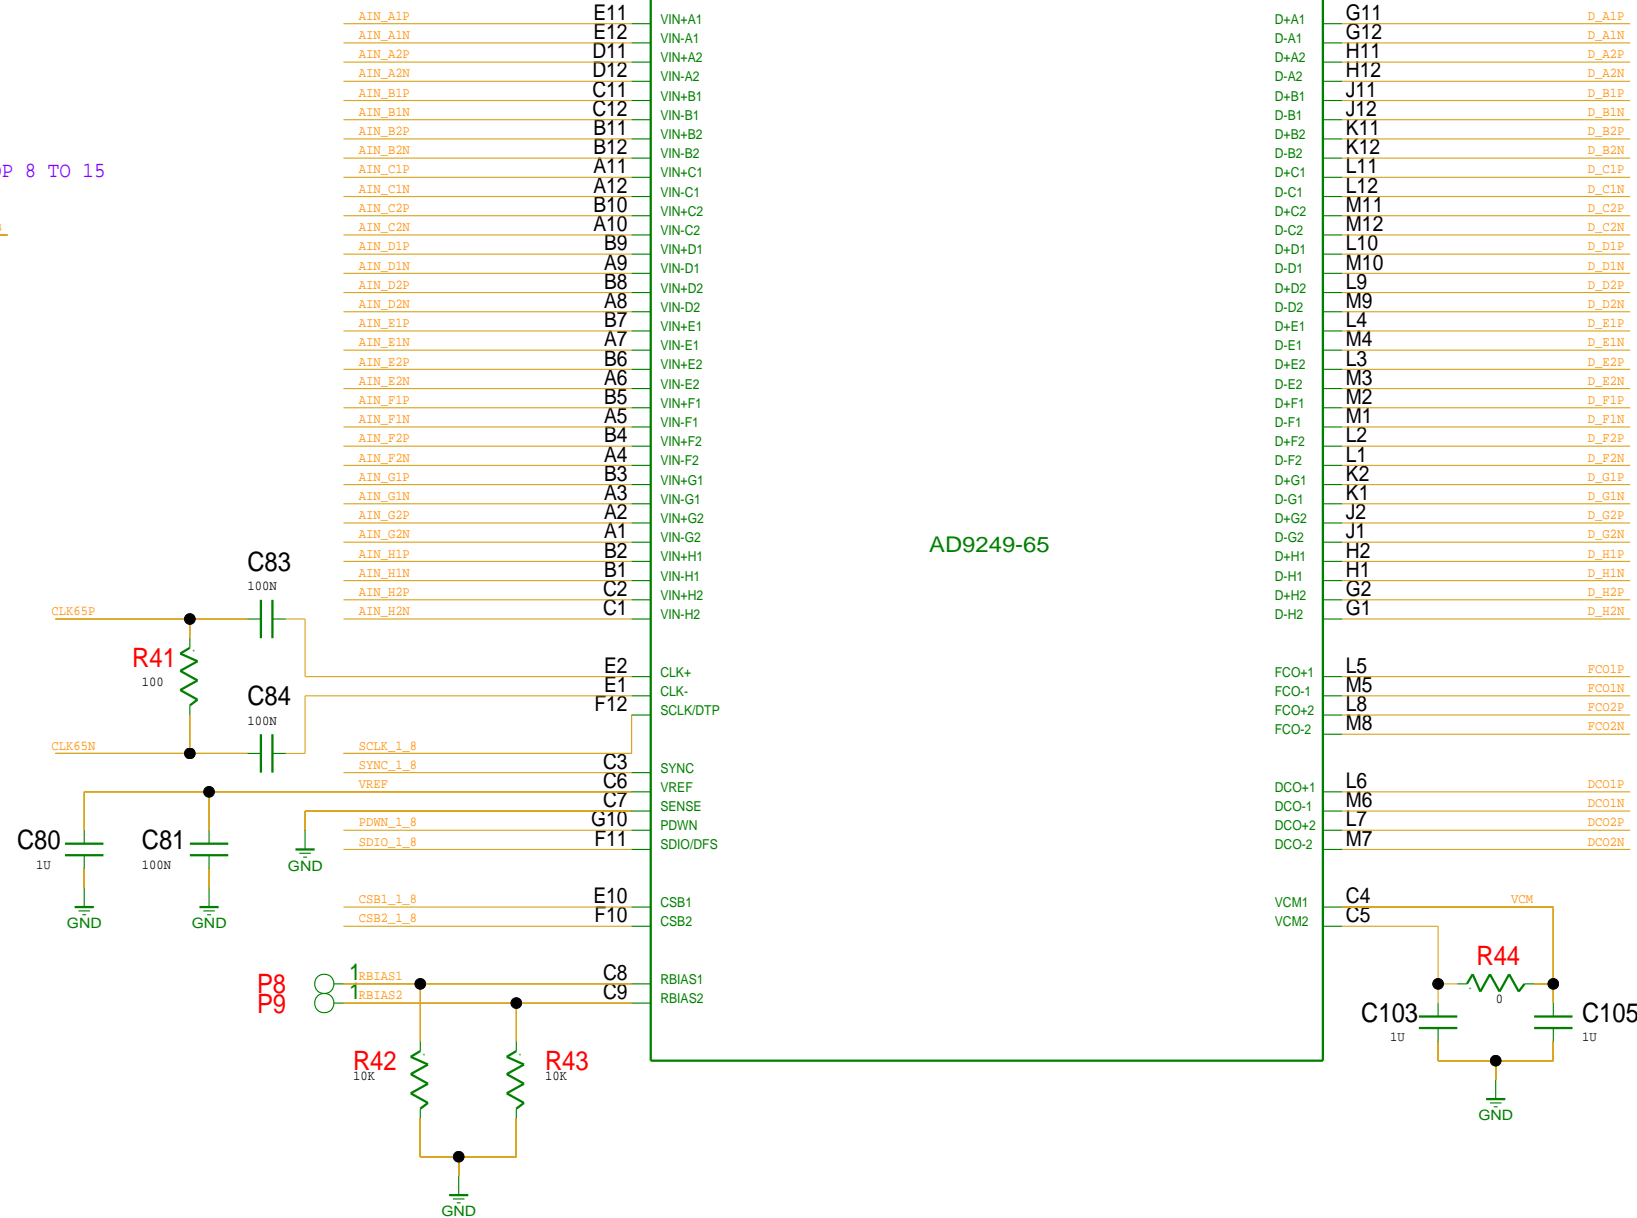 AIN_A1P E11 VIN+A1 D+A1 G11 D_A1P
AIN_A1N E12 VIN-A1 D-A1 G12 D_A1N
AIN_A2P D11 VIN+A2 D+A2 H11 D_A2P
AIN_A2N D12 VIN-A2 D-A2 H12 D_A2N
AIN_B1P C11 VIN+B1 D+B1 J11 D_B1P
AIN_B1N C12 VIN-B1 D-B1 J12 D_B1N
AIN_B2P B11 VIN+B2 D+B2 K11 D_B2P
AIN_B2N B12 VIN-B2 D-B2 K12 D_B2N
8 TO 15
AIN_C1P A11 VIN+C1 D+C1 L11 D_C1P
AIN_C1N A12 VIN-C1 D-C1 L12 D_C1N
AIN_C2P B10 VIN+C2 D+C2 M11 D_C2P
AIN_C2N A10 VIN-C2 D-C2 M12 D_C2N
AIN_D1P B9 VIN+D1 D+D1 L10 D_D1P
AIN_D1N A9 VIN-D1 D-D1 M10 D_D1N
AIN_D2P B8 VIN+D2 D+D2 L9 D_D2P
AIN_D2N A8 VIN-D2 D-D2 M9 D_D2N
AIN_E1P B7 VIN+E1 D+E1 L4 D_E1P
AIN_E1N A7 VIN-E1 D-E1 M4 D_E1N
AIN_E2P B6 VIN+E2 D+E2 L3 D_E2P
AIN_E2N A6 VIN-E2 D-E2 M3 D_E2N
AIN_F1P B5 VIN+F1 D+F1 M2 D_F1P
AIN_F1N A5 VIN-F1 D-F1 M1 D_F1N
AIN_F2P B4 VIN+F2 D+F2 L2 D_F2P
AIN_F2N A4 VIN-F2 D-F2 L1 D_F2N
AIN_G1P B3 VIN+G1 D+G1 K2 D_G1P
AIN_G1N A3 VIN-G1 D-G1 K1 D_G1N
AIN_G2P A2 VIN+G2 D+G2 J2 D_G2P
AIN_G2N A1 VIN-G2 D-G2 J1 D_G2N
AD9249-65
AIN_H1P B2 VIN+H1 D+H1 H2 D_H1P
AIN_H1N B1 VIN-H1 D-H1 H1 D_H1N
AIN_H2P C2 VIN+H2 D+H2 G2 D_H2P
AIN_H2N C1 VIN-H2 D-H2 G1 D_H2N
C83
100N
CLK65P
R41
100
C84
100N
CLK65N
E2 CLK+ FCO+1 L5 FCO1P
E1 CLK- FCO-1 M5 FCO1N
F12 SCLK/DTP FCO+2 L8 FCO2P
FCO-2 M8 FCO2N
SCLK_1_8
SYNC_1_8 C3 SYNC
VREF C6 VREF DCO+1 L6 DCO1P
C7 SENSE DCO-1 M6 DCO1N
PDWN_1_8 G10 PDWN DCO+2 L7 DCO2P
SDIO_1_8 F11 SDIO/DFS DCO-2 M7 DCO2N
C80
1U
C81
100N
GND
GND
GND
CSB1_1_8 E10 CSB1 VCM1 C4 VCM
CSB2_1_8 F10 CSB2 VCM2 C5
P8 1 RBIAS1 C8 RBIAS1
P9 1 RBIAS2 C9 RBIAS2
R44
0
C103
1U
C105
1U
GND
R42
10K
R43
10K
GND